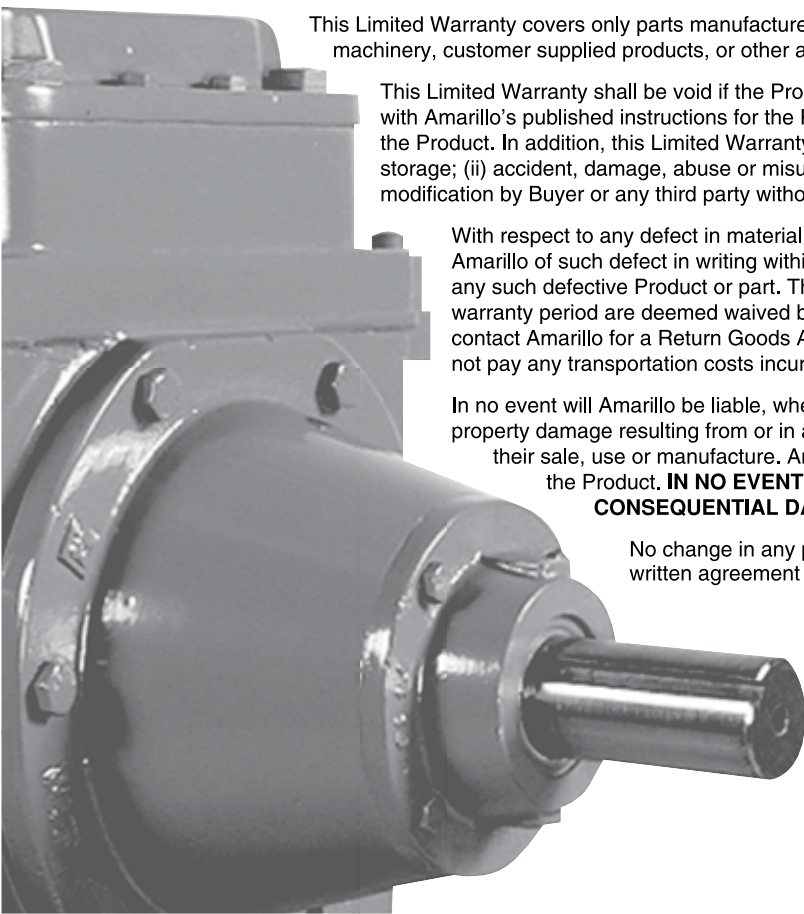 This Limited Warranty covers only parts manufacture
machinery, customer supplied products, or other a
This Limited Warranty shall be void if the Pro
with Amarillo's published instructions for the
the Product. In addition, this Limited Warranty
storage; (ii) accident, damage, abuse or misu
modification by Buyer or any third party witho
With respect to any defect in material
Amarillo of such defect in writing withi
any such defective Product or part. Th
warranty period are deemed waived b
contact Amarillo for a Return Goods A
not pay any transportation costs incur
In no event will Amarillo be liable, whe
property damage resulting from or in a
their sale, use or manufacture. A
the Product. IN NO EVENT
CONSEQUENTIAL DA
No change in any p
written agreement